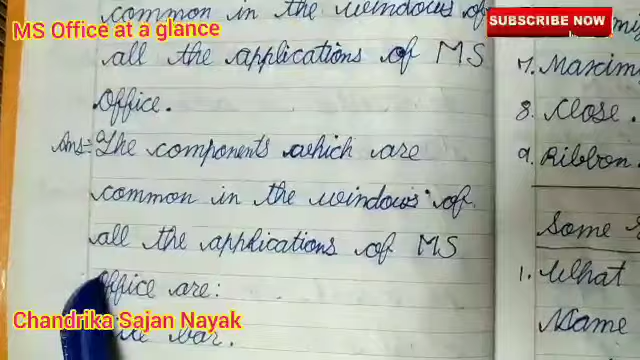 common in the windows of
all the applications of MS
office.
Ans:- The components which are
common in the windows of
all the applications of MS
office are:
bar.
7. Maxim
8. Close.
9. Ribbon.
Some
1. What
Name
MS Office at a glance
SUBSCRIBE NOW
Chandrika Sajan Nayak